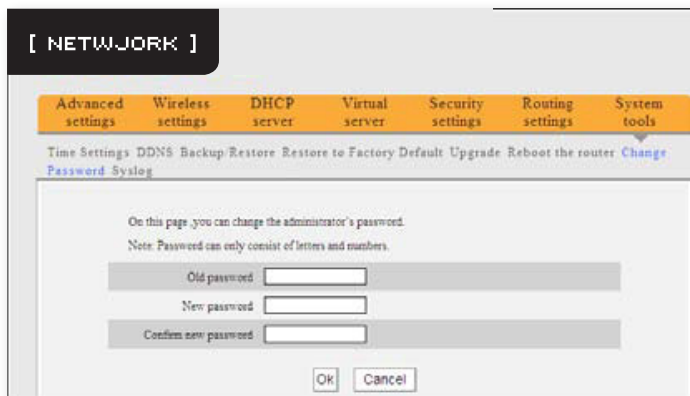 [ NETWJORK ]
Advanced settings Wireless settings DHCP server Virtual server Security settings Routing settings System tools
Time Settings DDNS Backup/Restore Restore to Factory Default Upgrade Reboot the router Change
Password Syslog
On this page ,you can change the administrator's password.
Note: Password can only consist of letters and numbers.
Old password
New password
Confirm new password
Ok Cancel